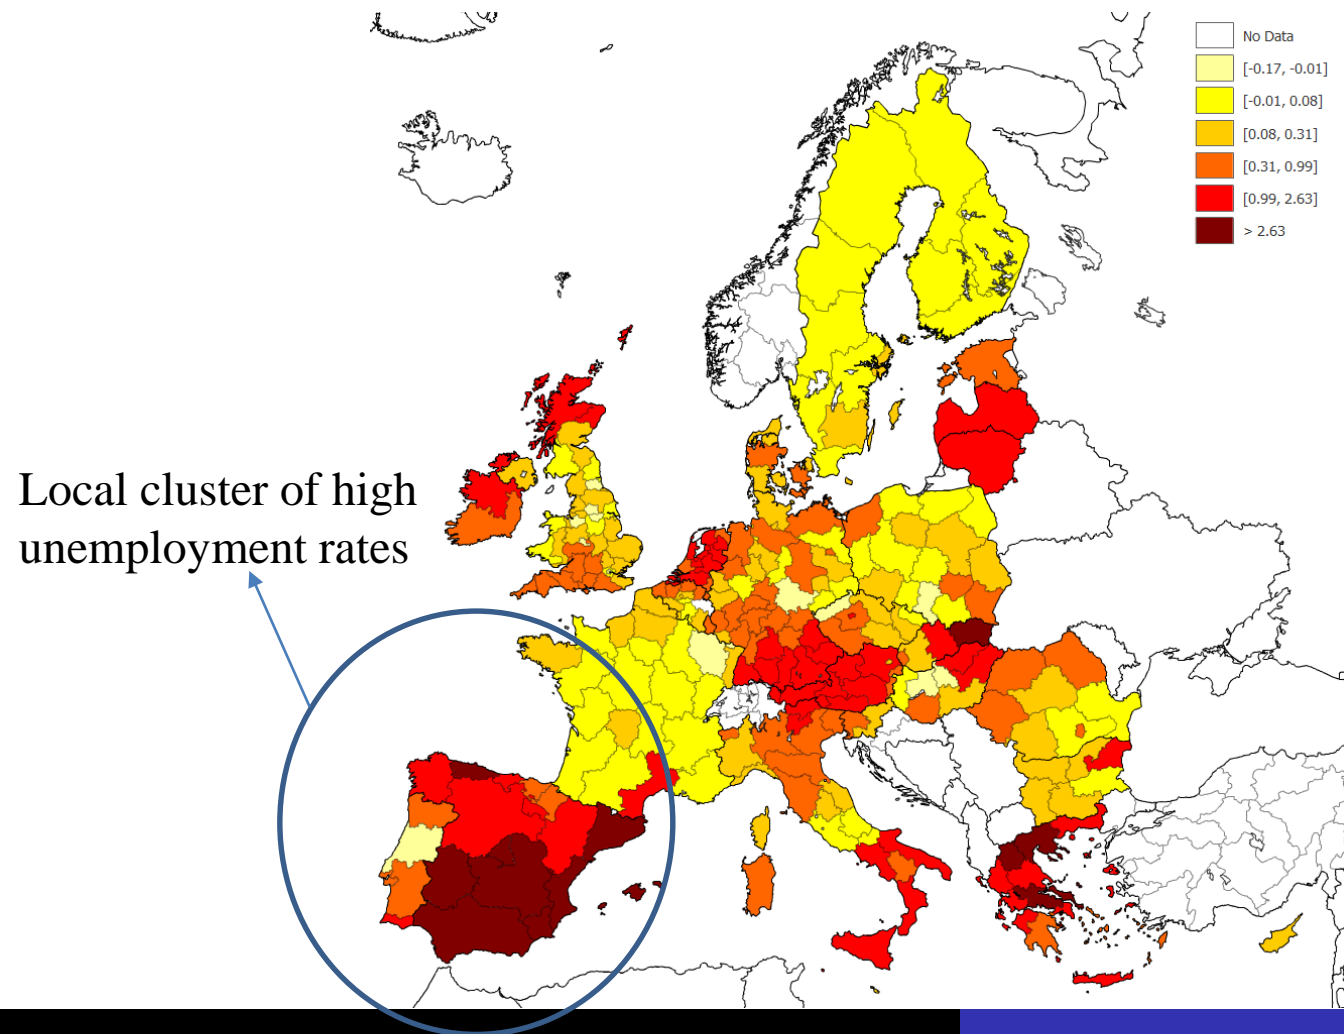 No Data
[-0.17, -0.01]
[-0.01, 0.08]
[0.08, 0.31]
[0.31, 0.99]
[0.99, 2.63]
> 2.63
Local cluster of high
unemployment rates